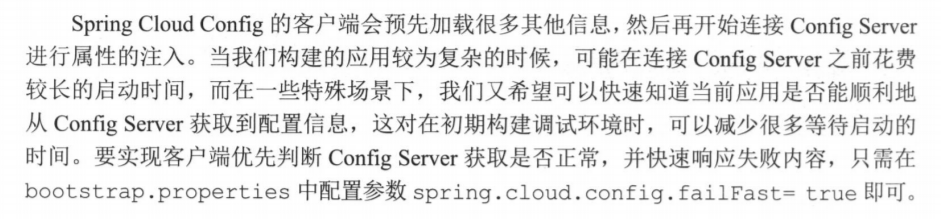 Spring Cloud Config 的客户端会预先加载很多其他信息，然后再开始连接 Config Server
进行属性的注入。当我们构建的应用较为复杂的时候，可能在连接 Config Server 之前花费
较长的启动时间，而在一些特殊场景下，我们又希望可以快速知道当前应用是否能顺利地
从 Config Server 获取到配置信息，这对在初期构建调试环境时，可以减少很多等待启动的
时间。要实现客户端优先判断 Config Server 获取是否正常，并快速响应失败内容，只需在
bootstrap.properties 中配置参数 spring.cloud.config.failFast= true 即可。